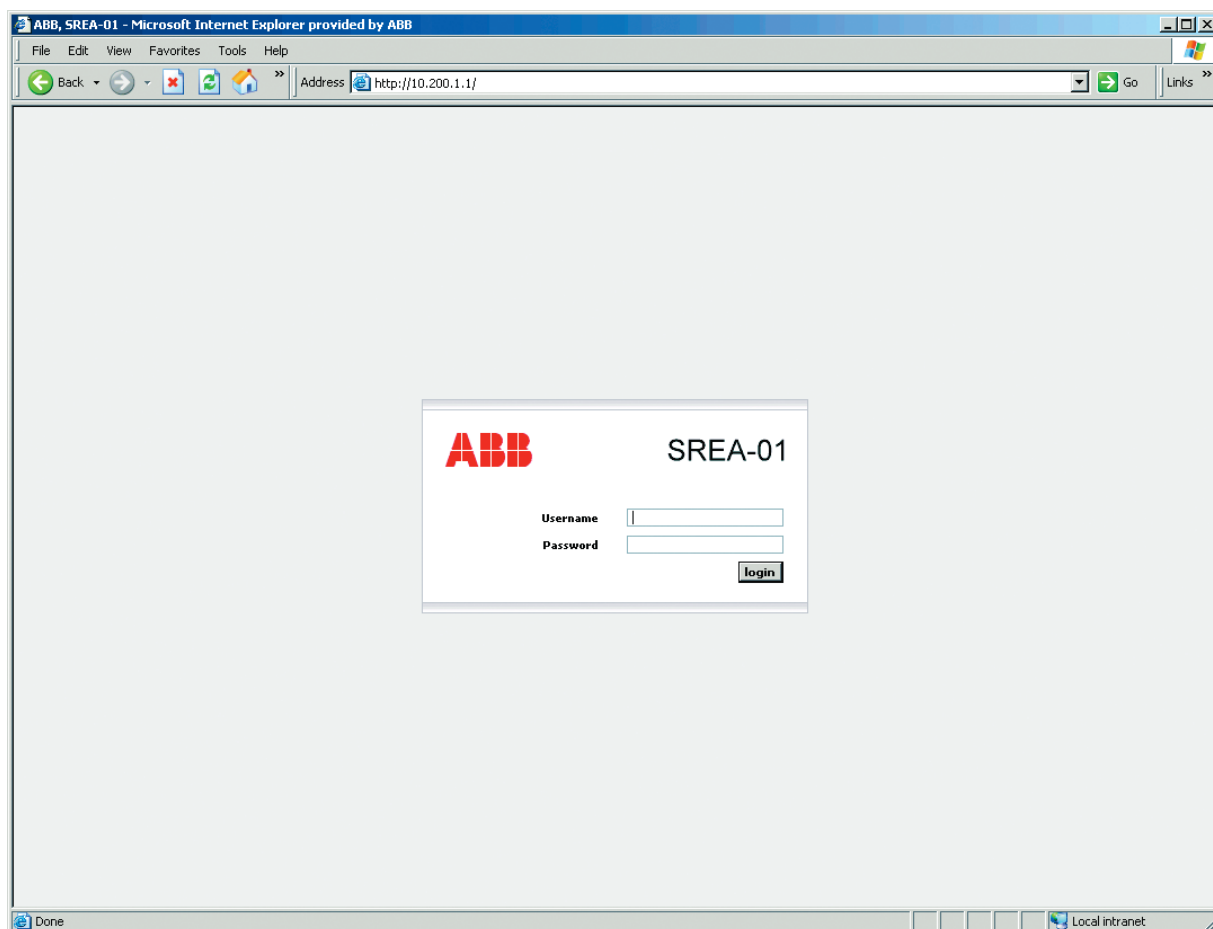 ABB, SREA-01 - Microsoft Internet Explorer provided by ABB
File Edit View Favorites Tools Help
Back » Address http://10.200.1.1/ Go Links »
ABB SREA-01
Username
Password
login
Done Local intranet